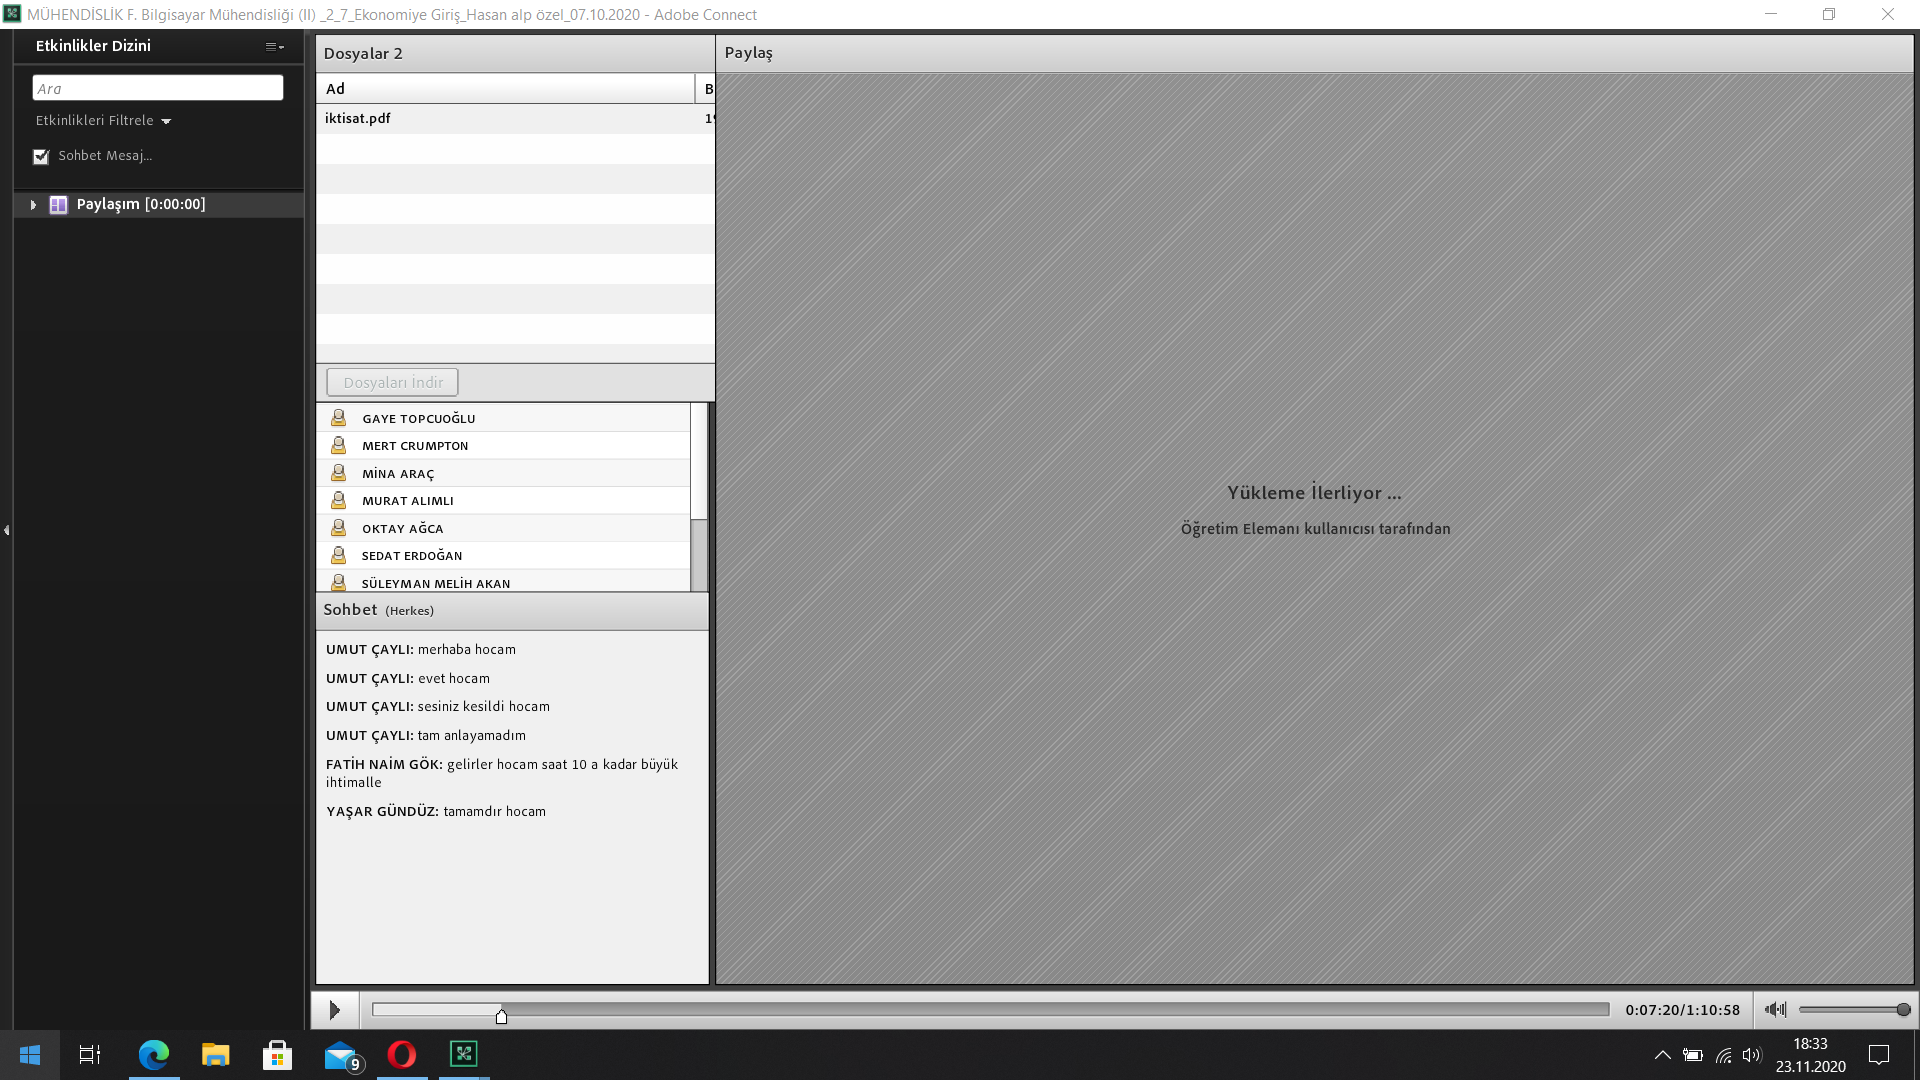 MÜHENDİSLİK F. Bilgisayar Mühendisliği (II) _2_7_Ekonomiye Giriş_Hasan alp özel_07.10.2020 - Adobe Connect
Etkinlikler Dizini
Ara
Etkinlikleri Filtrele
Sohbet Mesaj...
Paylaşım [0:00:00]
Dosyalar 2
Ad
B
iktisat.pdf
Dosyaları İndir
GAYE TOPCUOĞLU
MERT CRUMPTON
MİNA ARAÇ
MURAT ALIMLI
OKTAY AĞCA
SEDAT ERDOĞAN
SÜLEYMAN MELİH AKAN
Sohbet (Herkes)
UMUT ÇAYLI: merhaba hocam
UMUT ÇAYLI: evet hocam
UMUT ÇAYLI: sesiniz kesildi hocam
UMUT ÇAYLI: tam anlayamadım
FATİH NAİM GÖK: gelirler hocam saat 10 a kadar büyük
ihtimalle
YAŞAR GÜNDÜZ: tamamdır hocam
Paylaş
Yükleme İlerliyor ...
Öğretim Elemanı kullanıcısı tarafından
0:07:20/1:10:58
9
18:33
23.11.2020